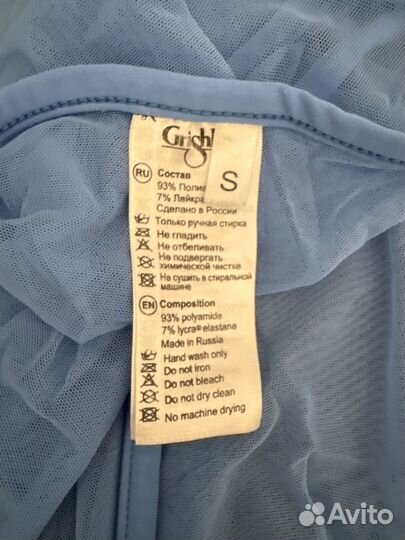 Grishk
S
RU Состав
93% Поли
7% Лайкра
Сделано в России
Только ручная стирка
Не гладить
Не отбеливать
Не подвергать
химической чистке
Не сушить в стиральной
машине
EN Composition
93% polyamide
7% lycra® elastane
Made in Russia
Hand wash only
Do not iron
Do not bleach
Do not dry clean
No machine drying
Avito